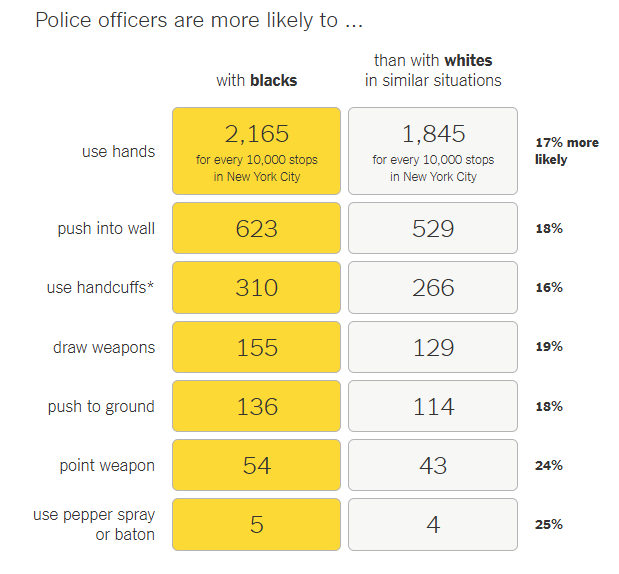 Police officers are more likely to ...
with blacks
than with whites
in similar situations
use hands
2,165
for every 10,000 stops
in New York City
1,845
for every 10,000 stops
in New York City
17% more
likely
push into wall
623
529
18%
use handcuffs*
310
266
16%
draw weapons
155
129
19%
push to ground
136
114
18%
point weapon
54
43
24%
use pepper spray
or baton
5
4
25%